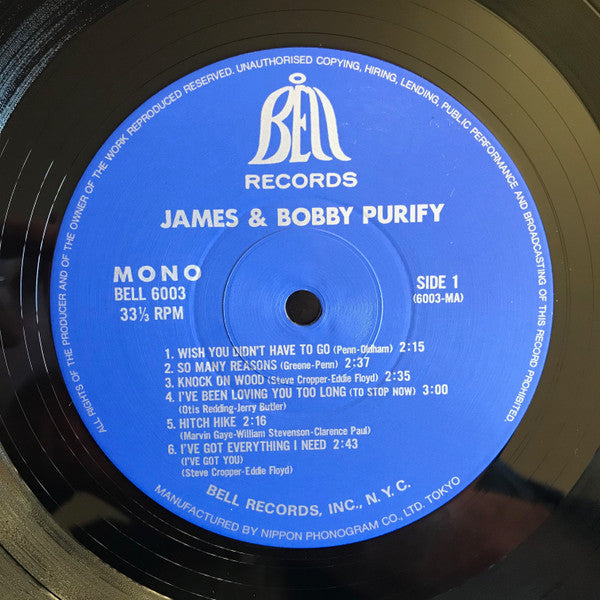 ALL RIGHTS OF THE PRODUCER AND OF THE OWNER OF THE WORK REPRODUCED RESERVED. UNAUTHORISED COPYING, HIRING, LENDING, PUBLIC PERFORMANCE AND BROADCASTING OF THIS RECORD PROHIBITED.
BELL
RECORDS
JAMES & BOBBY PURIFY
MONO
BELL 6003
33⅓ RPM
SIDE 1
(6003-MA)
1. WISH YOU DIDN'T HAVE TO GO (Penn-Oldham) 2:15
2. SO MANY REASONS (Greene-Penn) 2:37
3. KNOCK ON WOOD (Steve Cropper-Eddie Floyd) 2:35
4. I'VE BEEN LOVING YOU TOO LONG (TO STOP NOW) 3:00
(Otis Redding-Jerry Butler)
5. HITCH HIKE 2:16
(Marvin Gaye-William Stevenson-Clarence Paul)
6. I'VE GOT EVERYTHING I NEED 2:43
(I'VE GOT YOU)
(Steve Cropper-Eddie Floyd)
BELL RECORDS, INC., N.Y.C.
MANUFACTURED BY NIPPON PHONOGRAM CO., LTD. TOKYO